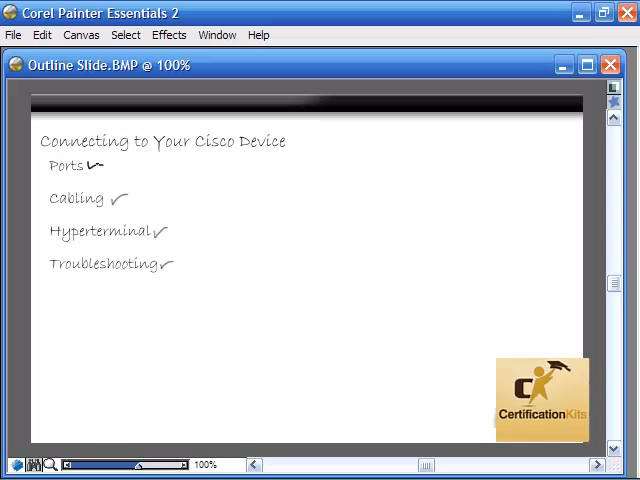 Corel Painter Essentials 2
File Edit Canvas Select Effects Window Help
Outline Slide.BMP @ 100%
Connecting to Your Cisco Device
Ports
Cabling
Hyperterminal
Troubleshooting
CertificationKits
100%